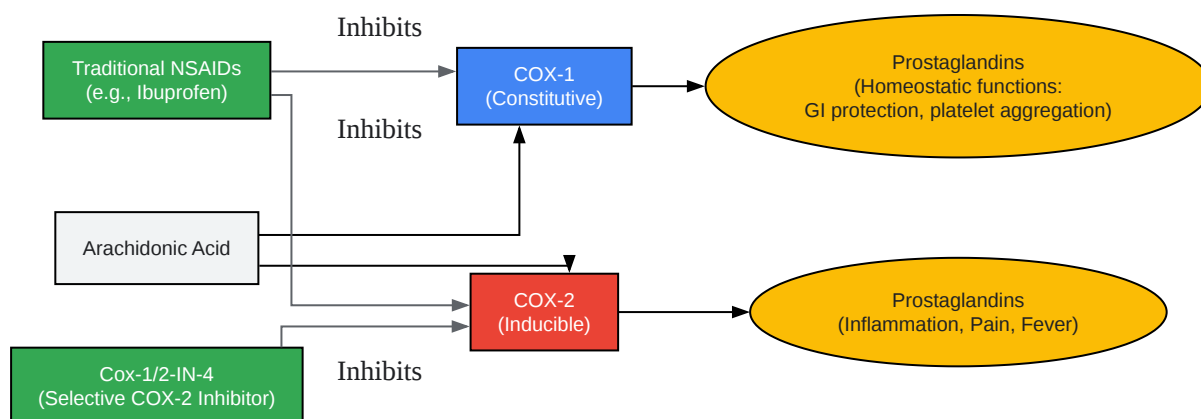 Inhibits
Traditional NSAIDs
(e.g., Ibuprofen)
COX-1
(Constitutive)
Prostaglandins
(Homeostatic functions:
GI protection, platelet aggregation)
Inhibits
Arachidonic Acid
COX-2
(Inducible)
Prostaglandins
(Inflammation, Pain, Fever)
Cox-1/2-IN-4
(Selective COX-2 Inhibitor)
Inhibits